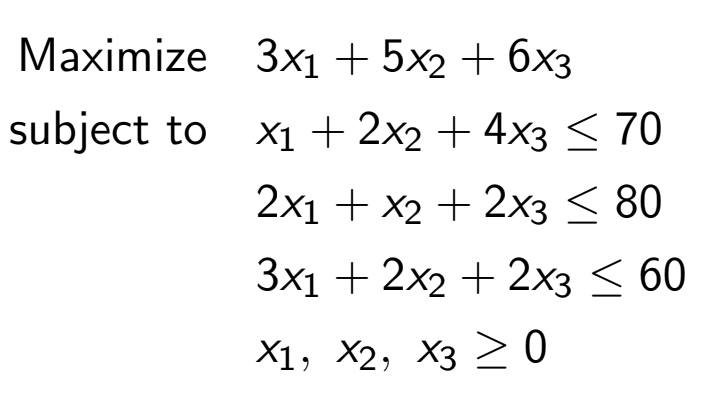 Maximize 3x₁ + 5x₂ + 6x₃
subject to x₁ + 2x₂ + 4x₃ ≤ 70
2x₁ + x₂ + 2x₃ ≤ 80
3x₁ + 2x₂ + 2x₃ ≤ 60
x₁, x₂, x₃ ≥ 0